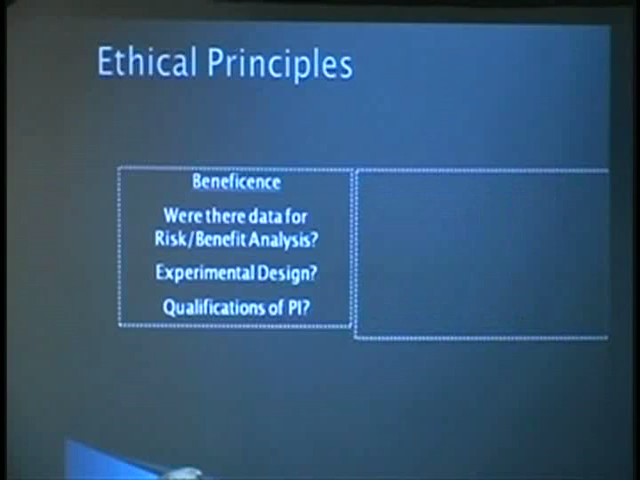 Ethical Principles
Beneficence
Were there data for
Risk/Benefit Analysis?
Experimental Design?
Qualifications of PI?